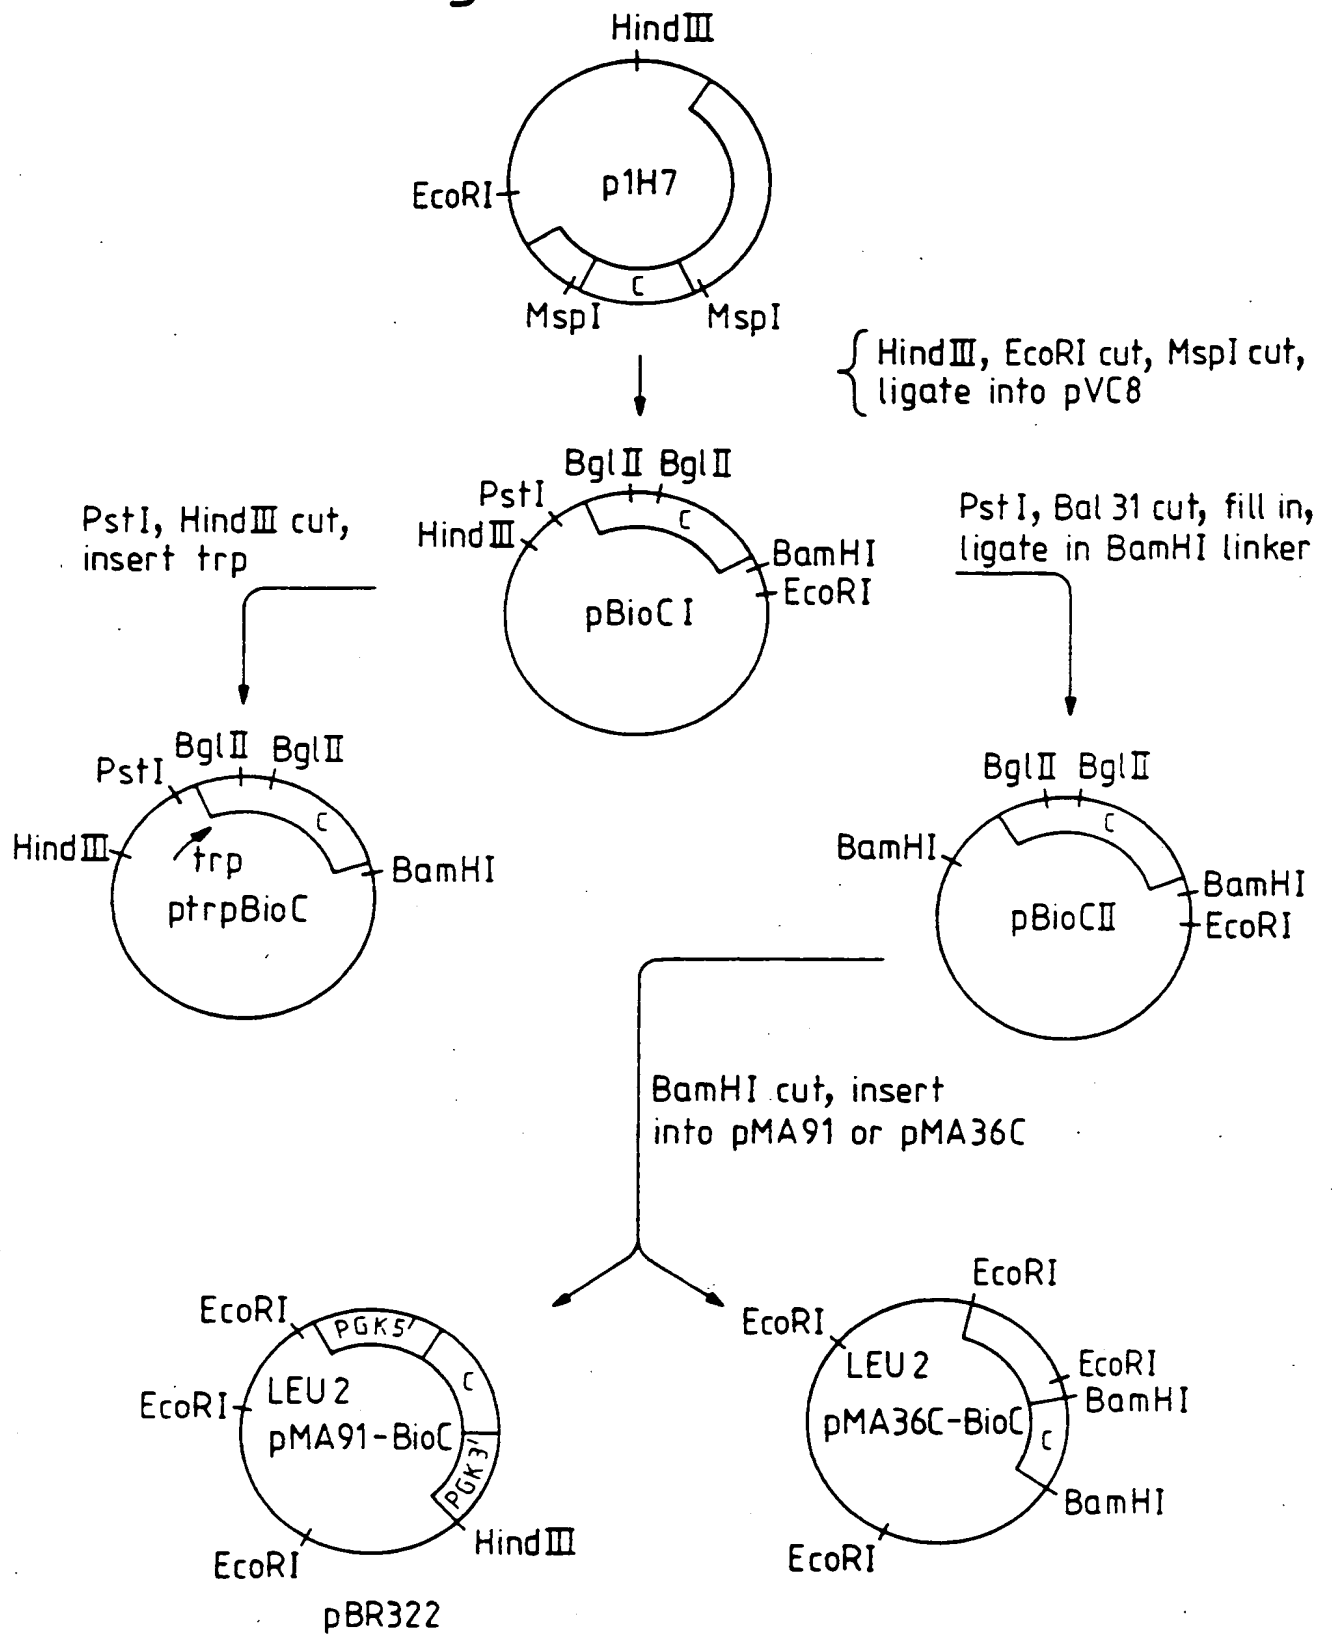 HindIII
EcoRI
p1H7
C
MspI
MspI
HindIII, EcoRI cut, MspI cut,
ligate into pVC8
BglII BglII
PstI
HindIII
C
BamHI
EcoRI
pBioC I
PstI, HindIII cut,
insert trp
PstI, Bal 31 cut, fill in,
ligate in BamHI linker
BglII BglII
PstI
HindIII
C
trp
BamHI
ptrpBioC
BglII BglII
BamHI
C
BamHI
EcoRI
pBioCII
BamHI cut, insert
into pMA91 or pMA36C
EcoRI
PGK5'
C
EcoRI
LEU2
pMA91-BioC
PGK3'
HindIII
EcoRI
pBR322
EcoRI
EcoRI
LEU2
EcoRI
BamHI
pMA36C-BioC
C
BamHI
EcoRI